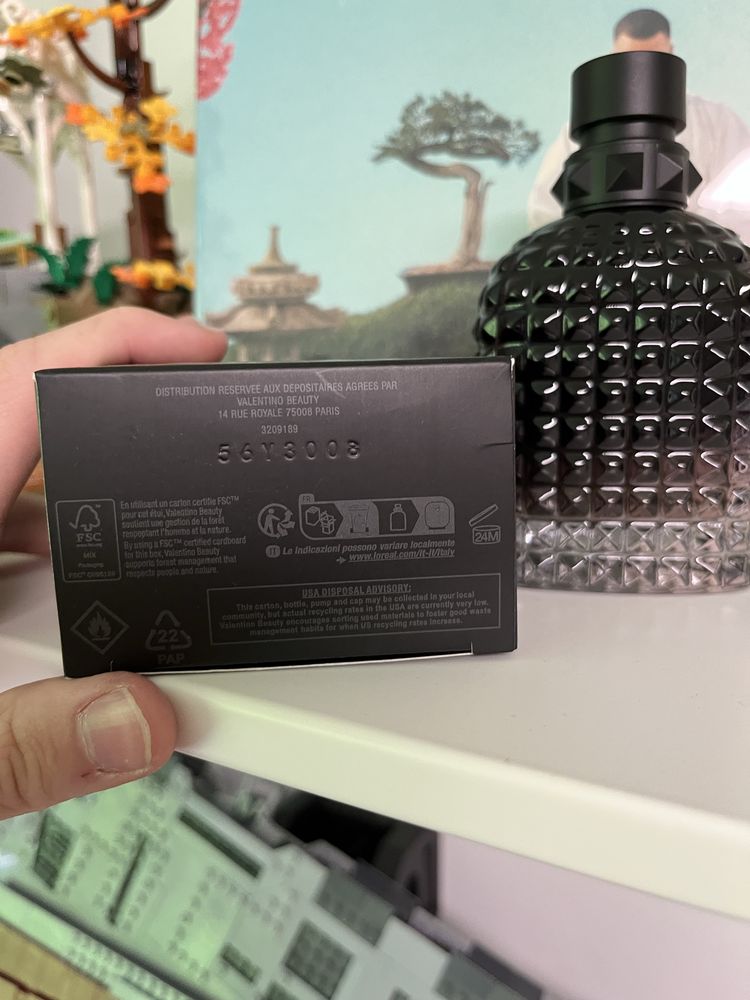 DISTRIBUTION RESERVEE AUX DEPOSITAIRES AGREES PAR
VALENTINO BEAUTY
14 RUE ROYALE 75008 PARIS
3209189
56Y3008
FSC
MIX
Packaging
En utilisant un carton certifié FSC™
pour cet étui, Valentino Beauty
soutient une gestion de la forêt
respectant l'homme et la nature.
By using a FSC™ certified cardboard
for this box, Valentino Beauty
supports forest management that
respects people and nature.
FR
IT Le indicazioni possono variare localmente
www.loreal.com/it-it/italy
24M
USA DISPOSAL ADVISORY:
This carton, bottle, pump and cap may be collected in your local
community, but actual recycling rates in the USA are currently very low.
Valentino Beauty encourages sorting used materials to foster good waste
management habits for when US recycling rates increase.
22
PAP